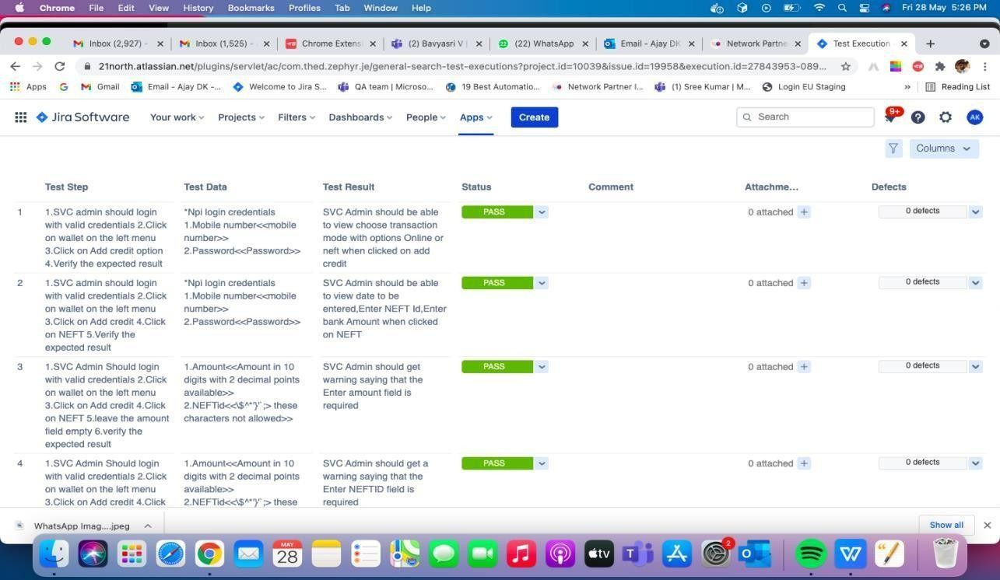 Chrome File Edit View History Bookmarks Profiles Tab Window Help Fri 28 May 5:26 PM
Inbox (2,927) - Inbox (1,525) - Chrome Extens (2) Bavyasri V | (22) WhatsApp Email - Ajay DK Network Partne Test Execution
21north.atlassian.net/plugins/servlet/ac/com.thed.zephyr.je/general-search-test-executions?project.id=10039&issue.id=19958&execution.id=27843953-089...
Apps Gmail Email - Ajay DK -... Welcome to Jira S... QA team | Microso... 19 Best Automatio... Network Partner I... (1) Sree Kumar | M... Login EU Staging » Reading List
Jira Software Your work Projects Filters Dashboards People Apps Create Search 9+ AK
Columns
Test Step Test Data Test Result Status Comment Attachme... Defects
1 1.SVC admin should login *Npi login credentials SVC Admin should be able PASS 0 attached + 0 defects
with valid credentials 2.Click 1.Mobile number<<mobile to view choose transaction
on wallet on the left menu number>> mode with options Online or
3.Click on Add credit option 2.Password<<Password>> neft when clicked on add
4.Verify the expected result credit
2 1.SVC admin should login *Npi login credentials SVC Admin should be able PASS 0 attached + 0 defects
with valid credentials 2.Click 1.Mobile number<<mobile to view date to be
on wallet on the left menu number>> entered,Enter NEFT Id,Enter
3.Click on Add credit 4.Click 2.Password<<Password>> bank Amount when clicked
on NEFT 5.Verify the on NEFT
expected result
3 1.SVC Admin Should login 1.Amount<<Amount in 10 SVC Admin should get PASS 0 attached + 0 defects
with valid credentials 2.Click digits with 2 decimal points warning saying that the
on wallet on the left menu available>> Enter amount field is
3.Click on Add credit 4.Click 2.NEFTid<<\$^*'}'`;> these required
on NEFT 5.leave the amount characters not allowed>>
field empty 6.verify the
expected result
4 1.SVC Admin Should login 1.Amount<<Amount in 10 SVC Admin should get a PASS 0 attached + 0 defects
with valid credentials 2.Click digits with 2 decimal points warning saying that the
on wallet on the left menu available>> Enter NEFTID field is
3.Click on Add credit 4.Click 2.NEFTid<<\$^*'}'`;> these required
WhatsApp Imag....jpeg Show all
MAY
28 tv 2